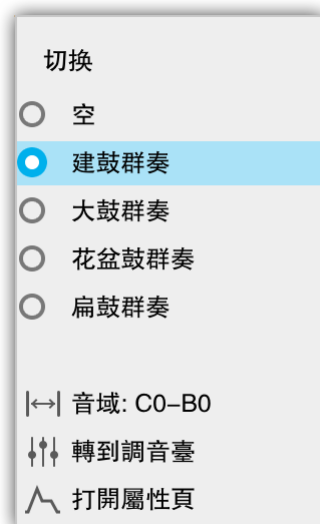 切换
空
建鼓群奏
大鼓群奏
花盆鼓群奏
扁鼓群奏
音域: C0–B0
轉到調音臺
打開屬性頁